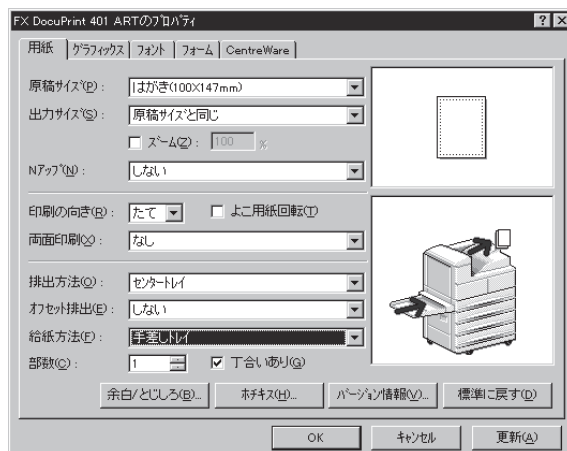 FX DocuPrint 401 ARTのﾌﾟﾛﾊﾟﾃｨ
用紙 ｸﾞﾗﾌｨｯｸｽ ﾌｫﾝﾄ ﾌｫｰﾑ CentreWare
原稿ｻｲｽﾞ(P): はがき(100X147mm)
出力ｻｲｽﾞ(S): 原稿ｻｲｽﾞと同じ
ｽﾞｰﾑ(Z): 100 %
Nｱｯﾌﾟ(N): しない
印刷の向き(R): たて よこ用紙回転(T)
両面印刷(X): なし
排出方法(O): ｾﾝﾀｰﾄﾚｲ
ｵﾌｾｯﾄ排出(E): しない
給紙方法(F): 手差しﾄﾚｲ
部数(C): 1 丁合いあり(G)
余白/とじしろ(B)... ﾎﾁｷｽ(H)... ﾊﾞｰｼﾞｮﾝ情報(V)... 標準に戻す(D)
OK ｷｬﾝｾﾙ 更新(A)